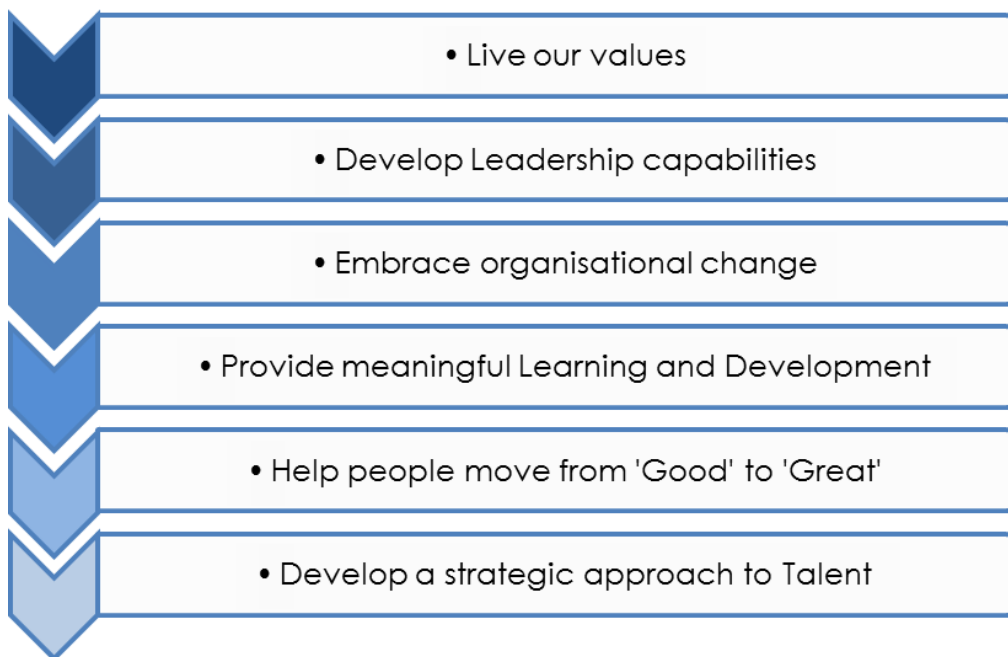 • Live our values
• Develop Leadership capabilities
• Embrace organisational change
• Provide meaningful Learning and Development
• Help people move from 'Good' to 'Great'
• Develop a strategic approach to Talent